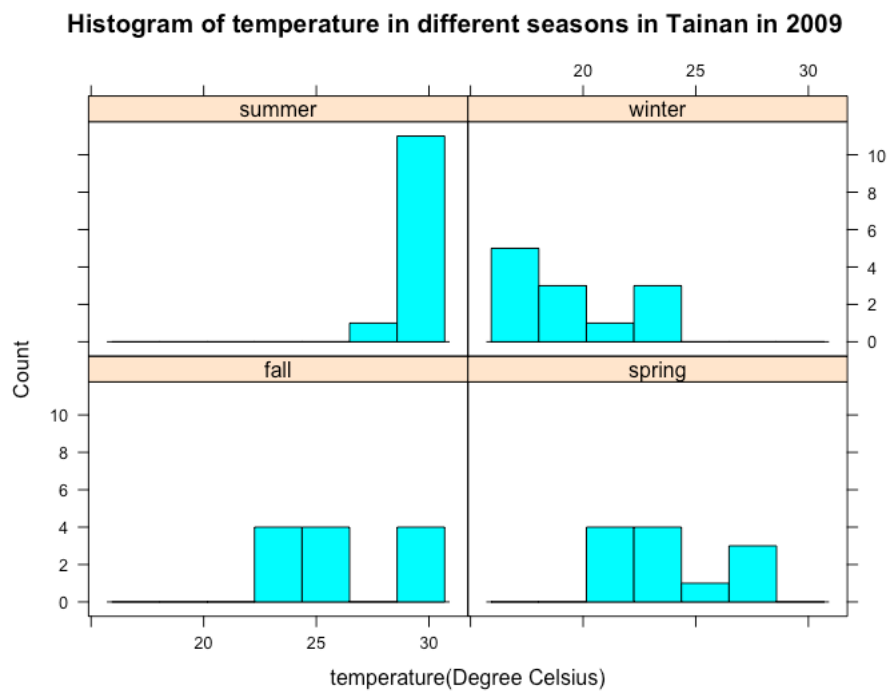 Histogram of temperature in different seasons in Tainan in 2009
20 25 30
summer winter
10
8
6
4
2
0
Count
fall spring
10
8
6
4
2
0
20 25 30
temperature(Degree Celsius)